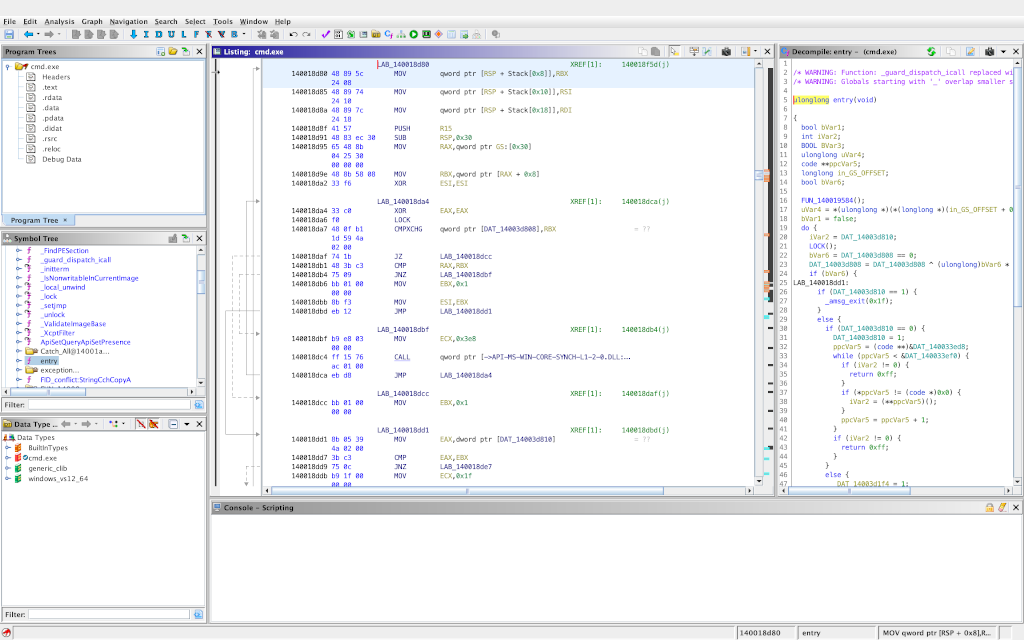 File Edit Analysis Graph Navigation Search Select Tools Window Help
Program Trees
cmd.exe
Headers
.text
.rdata
.data
.pdata
.didat
.rsrc
.reloc
Debug Data
Program Tree ×
Symbol Tree
_FindPESection
_guard_dispatch_icall
_initterm
_IsNonwritableInCurrentImage
_local_unwind
_lock
_setjmp
_unlock
_ValidateImageBase
_XcptFilter
ApiSetQueryApiSetPresence
Catch_All@14001a...
entry
exception...
FID_conflict:StringCchCopyA
Filter:
Data Type ...
Data Types
BuiltInTypes
cmd.exe
generic_clib
windows_vs12_64
Filter:
Listing: cmd.exe
LAB_140018d80 XREF[1]: 140018f5d(j)
140018d80 48 89 5c MOV qword ptr [RSP + Stack[0x8]],RBX
24 08
140018d85 48 89 74 MOV qword ptr [RSP + Stack[0x10]],RSI
24 10
140018d8a 48 89 7c MOV qword ptr [RSP + Stack[0x18]],RDI
24 18
140018d8f 41 57 PUSH R15
140018d91 48 83 ec 30 SUB RSP,0x30
140018d95 65 48 8b MOV RAX,qword ptr GS:[0x30]
04 25 30
00 00 00
140018d9e 48 8b 58 08 MOV RBX,qword ptr [RAX + 0x8]
140018da2 33 f6 XOR ESI,ESI
LAB_140018da4 XREF[1]: 140018dca(j)
140018da4 33 c0 XOR EAX,EAX
140018da6 f0 LOCK
140018da7 48 0f b1 CMPXCHG qword ptr [DAT_14003d808],RBX = ??
1d 59 4a
02 00
140018daf 74 1b JZ LAB_140018dcc
140018db1 48 3b c3 CMP RAX,RBX
140018db4 75 09 JNZ LAB_140018dbf
140018db6 bb 01 00 MOV EBX,0x1
00 00
140018dbb 8b f3 MOV ESI,EBX
140018dbd eb 12 JMP LAB_140018dd1
LAB_140018dbf XREF[1]: 140018db4(j)
140018dbf b9 e8 03 MOV ECX,0x3e8
00 00
140018dc4 ff 15 76 CALL qword ptr [->API-MS-WIN-CORE-SYNCH-L1-2-0.DLL:...
ac 01 00
140018dca eb d8 JMP LAB_140018da4
LAB_140018dcc XREF[1]: 140018daf(j)
140018dcc bb 01 00 MOV EBX,0x1
00 00
LAB_140018dd1 XREF[1]: 140018dbd(j)
140018dd1 8b 05 39 MOV EAX,dword ptr [DAT_14003d810] = ??
4a 02 00
140018dd7 3b c3 CMP EAX,EBX
140018dd9 75 0c JNZ LAB_140018de7
140018ddb b9 1f 00 MOV ECX,0x1f
00 00
Decompile: entry - (cmd.exe)
1
2 /* WARNING: Function: _guard_dispatch_icall replaced wi
3 /* WARNING: Globals starting with '_' overlap smaller s
4
5 ulonglong entry(void)
6
7 {
8 bool bVar1;
9 int iVar2;
10 BOOL BVar3;
11 ulonglong uVar4;
12 code **ppcVar5;
13 longlong in_GS_OFFSET;
14 bool bVar6;
15
16 FUN_140019584();
17 uVar4 = *(ulonglong *)(*(longlong *)(in_GS_OFFSET + 0
18 bVar1 = false;
19 do {
20 iVar2 = DAT_14003d810;
21 LOCK();
22 bVar6 = DAT_14003d808 == 0;
23 DAT_14003d808 = DAT_14003d808 ^ (ulonglong)bVar6 *
24 if (bVar6) {
25 LAB_140018dd1:
26 if (DAT_14003d810 == 1) {
27 _amsg_exit(0x1f);
28 }
29 else {
30 if (DAT_14003d810 == 0) {
31 DAT_14003d810 = 1;
32 ppcVar5 = (code **)&DAT_140033ed8;
33 while (ppcVar5 < &DAT_140033ef0) {
34 if (iVar2 != 0) {
35 return 0xff;
36 }
37 if (*ppcVar5 != (code *)0x0) {
38 iVar2 = (**ppcVar5)();
39 }
40 ppcVar5 = ppcVar5 + 1;
41 }
42 if (iVar2 != 0) {
43 return 0xff;
44 }
45 }
46 else {
47 DAT_14003d1f4 = 1;
Console - Scripting
140018d80 entry MOV qword ptr [RSP + 0x8],R...